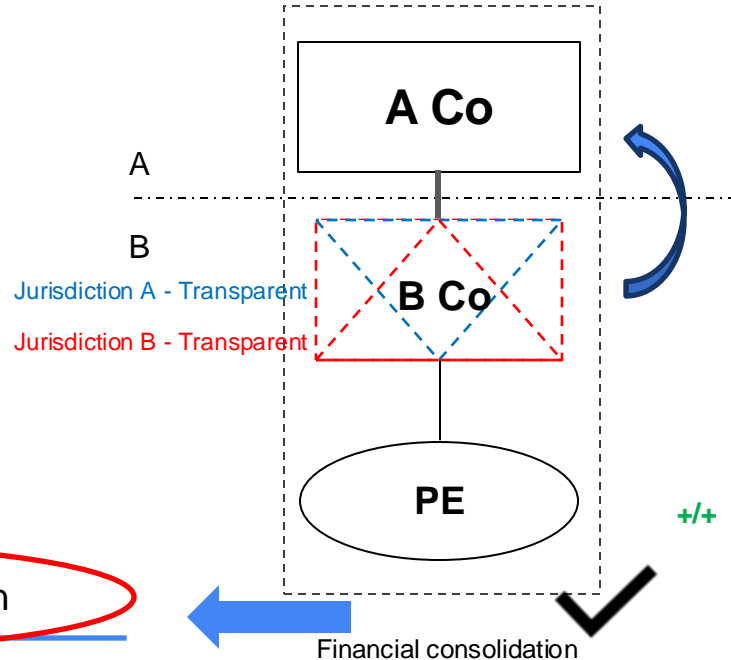 A Co
A
B
Jurisdiction A - Transparent
B Co
Jurisdiction B - Transparent
PE
+/+
Financial consolidation